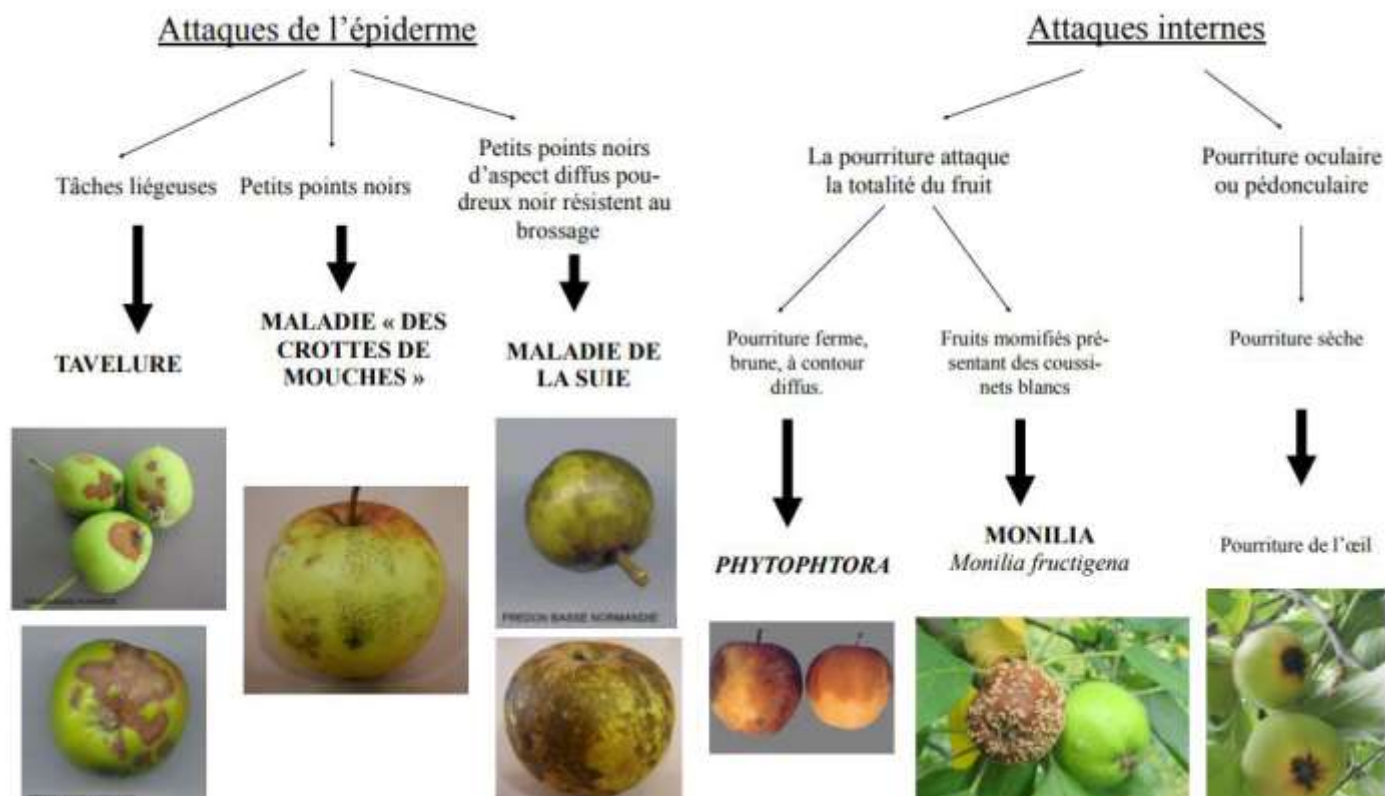 Attaques de l'épiderme
Attaques internes
Tâches liégeuses
Petits points noirs
Petits points noirs
d'aspect diffus pou-
dreux noir résistent au
brossage
La pourriture attaque
la totalité du fruit
Pourriture oculaire
ou pédonculaire
TAVELURE
MALADIE « DES
CROTTES DE
MOUCHES »
MALADIE DE
LA SUIE
Pourriture ferme,
brune, à contour
diffus.
Fruits momifiés pré-
sentant des coussi-
nets blancs
Pourriture sèche
PHYTOPHTORA
MONILIA
Monilia fructigena
Pourriture de l'œil
FREDON BASSE NORMANDIE